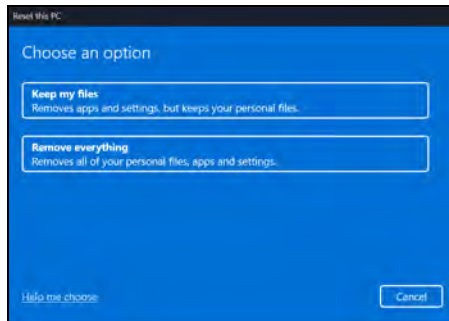 Reset this PC
Choose an option
Keep my files
Removes apps and settings, but keeps your personal files.
Remove everything
Removes all of your personal files, apps and settings.
Help me choose
Cancel